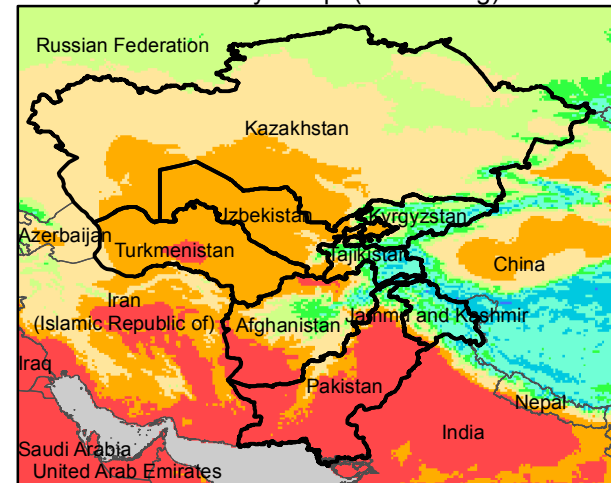 Russian Federation
Kazakhstan
Uzbekistan
Kyrgyzstan
Azerbaijan
Turkmenistan
Tajikistan
China
Iran
(Islamic Republic of)
Afghanistan
Jammu and Kashmir
Iraq
Pakistan
Nepal
India
Saudi Arabia
United Arab Emirates